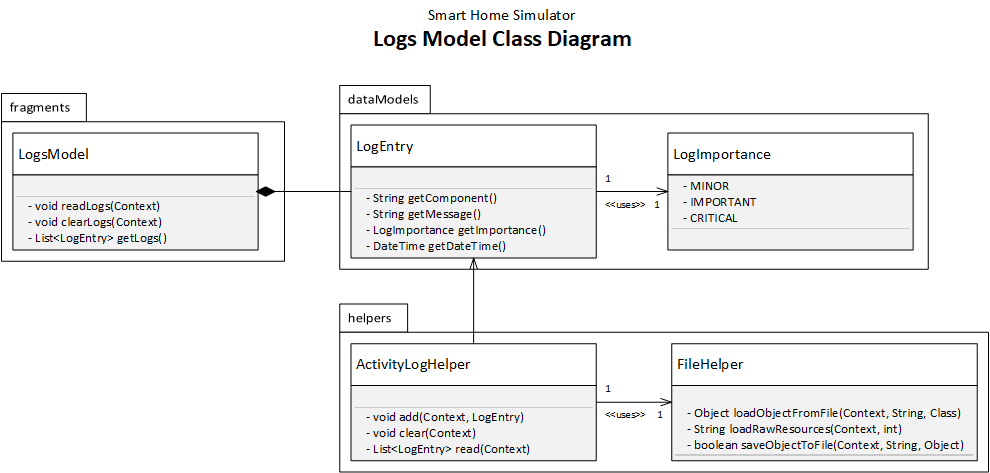 Smart Home Simulator
Logs Model Class Diagram
fragments
LogsModel
- void readLogs(Context)
- void clearLogs(Context)
- List<LogEntry> getLogs()
dataModels
LogEntry
- String getComponent()
- String getMessage()
- LogImportance getImportance()
- DateTime getDateTime()
1
<<uses>> 1
LogImportance
- MINOR
- IMPORTANT
- CRITICAL
helpers
ActivityLogHelper
- void add(Context, LogEntry)
- void clear(Context)
- List<LogEntry> read(Context)
1
<<uses>> 1
FileHelper
- Object loadObjectFromFile(Context, String, Class)
- String loadRawResources(Context, int)
- boolean saveObjectToFile(Context, String, Object)